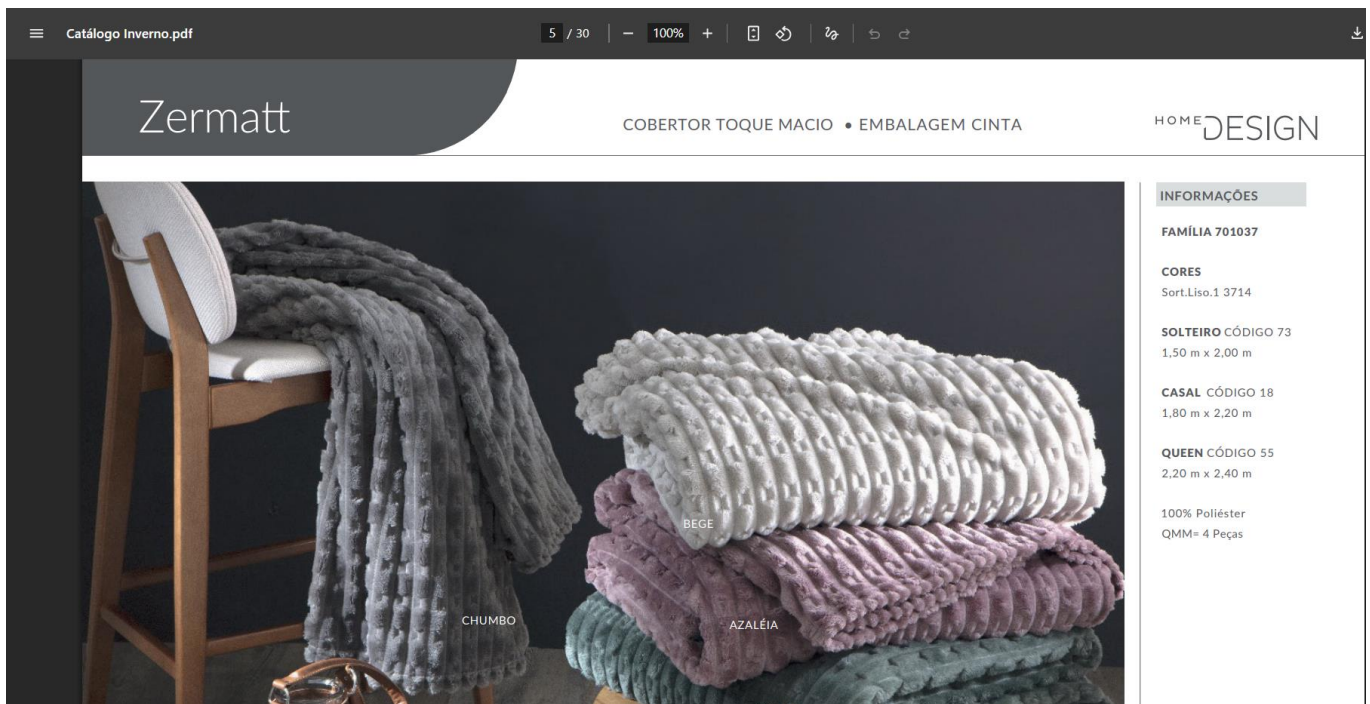 Catálogo Inverno.pdf
5 / 30
100%
Zermatt
COBERTOR TOQUE MACIO • EMBALAGEM CINTA
HOME DESIGN
INFORMAÇÕES
FAMÍLIA 701037
CORES
Sort.Liso.1 3714
SOLTEIRO CÓDIGO 73
1,50 m x 2,00 m
CASAL CÓDIGO 18
1,80 m x 2,20 m
QUEEN CÓDIGO 55
2,20 m x 2,40 m
100% Poliéster
QMM= 4 Peças
BEGE
CHUMBO
AZALÉIA